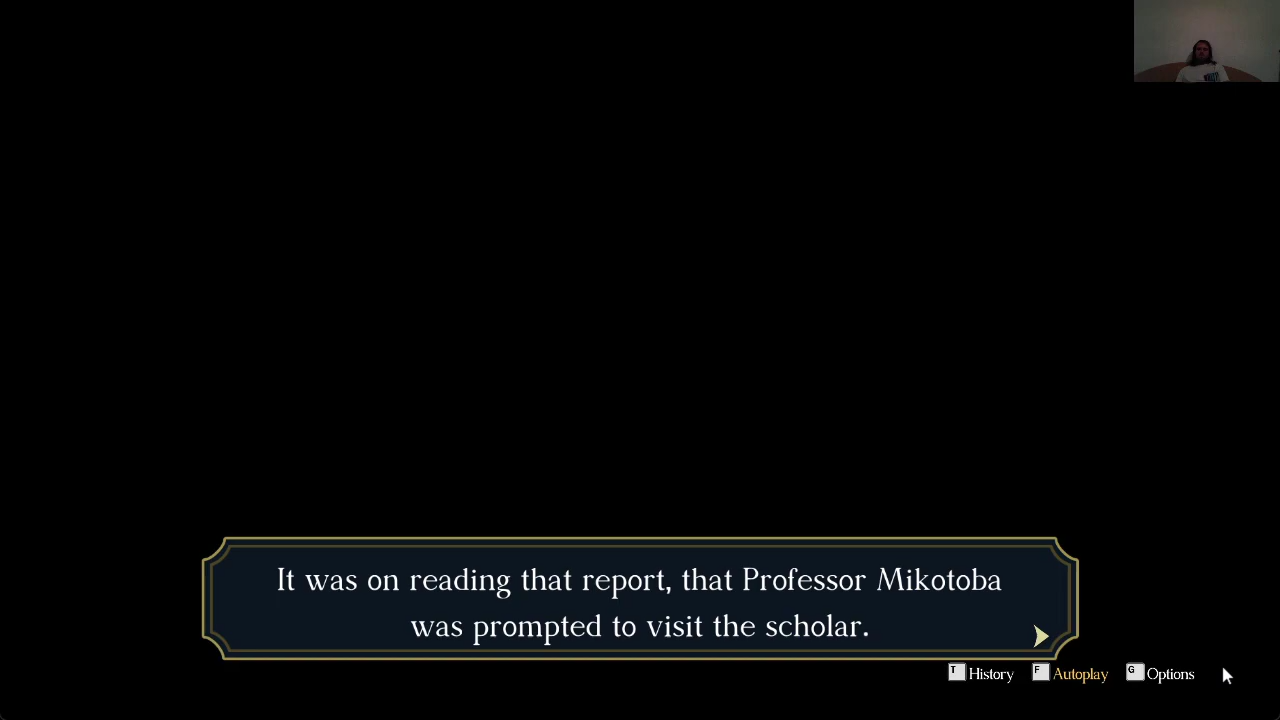 It was on reading that report, that Professor Mikotoba
was prompted to visit the scholar.
T History F Autoplay G Options